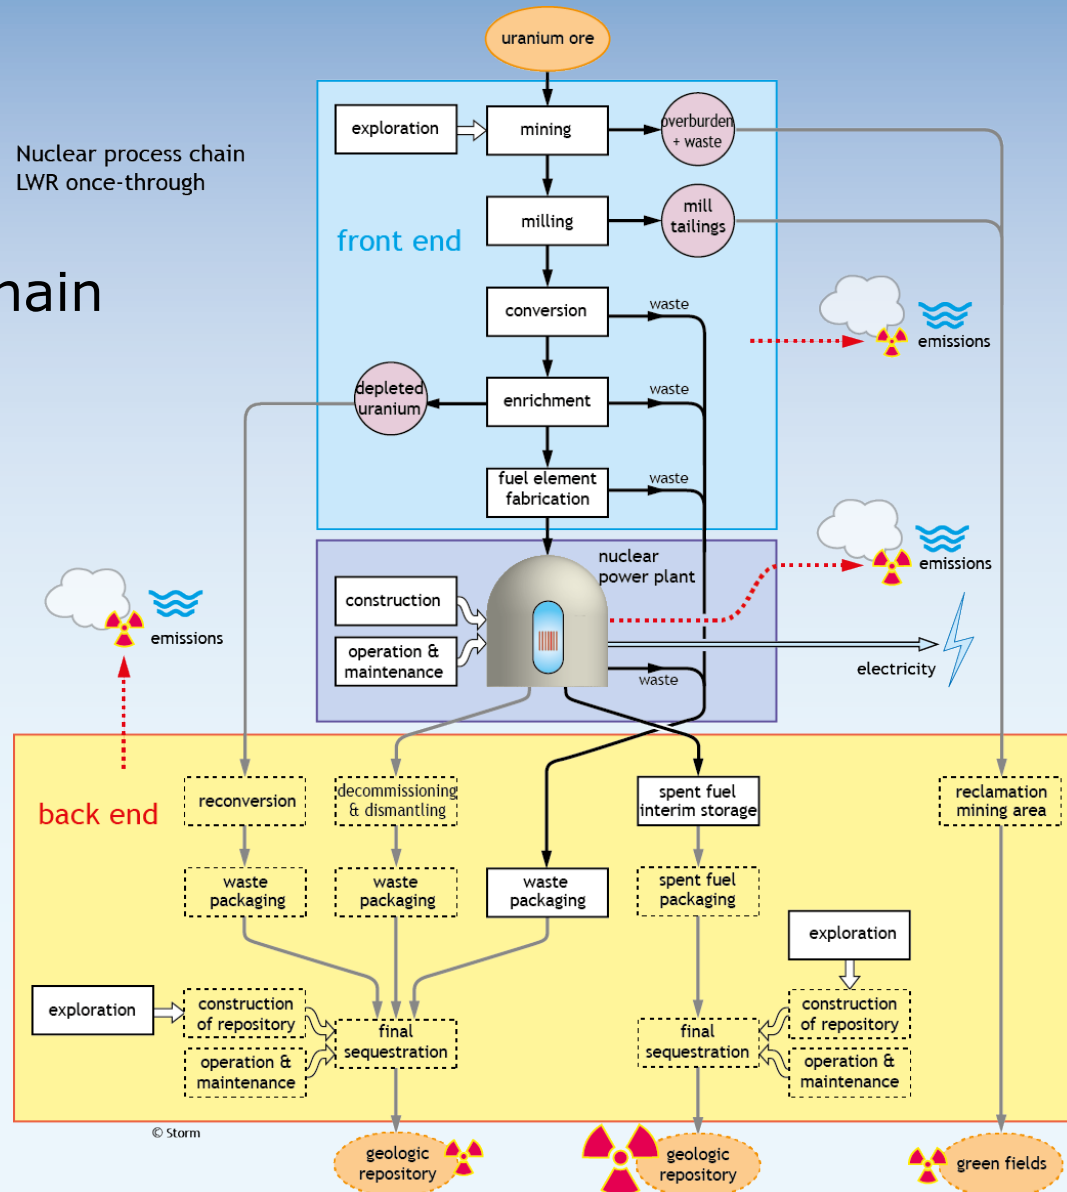 uranium ore
exploration
mining
overburden
+ waste
Nuclear process chain
LWR once-through
milling
mill
tailings
front end
hain
conversion
waste
emissions
depleted
uranium
enrichment
waste
fuel element
fabrication
waste
nuclear
power plant
emissions
construction
operation &
maintenance
emissions
waste
electricity
back end
reconversion
decommissioning
& dismantling
spent fuel
interim storage
reclamation
mining area
waste
packaging
waste
packaging
waste
packaging
spent fuel
packaging
exploration
exploration
construction
of repository
final
sequestration
final
sequestration
construction
of repository
operation &
maintenance
operation &
maintenance
© Storm
geologic
repository
geologic
repository
green fields